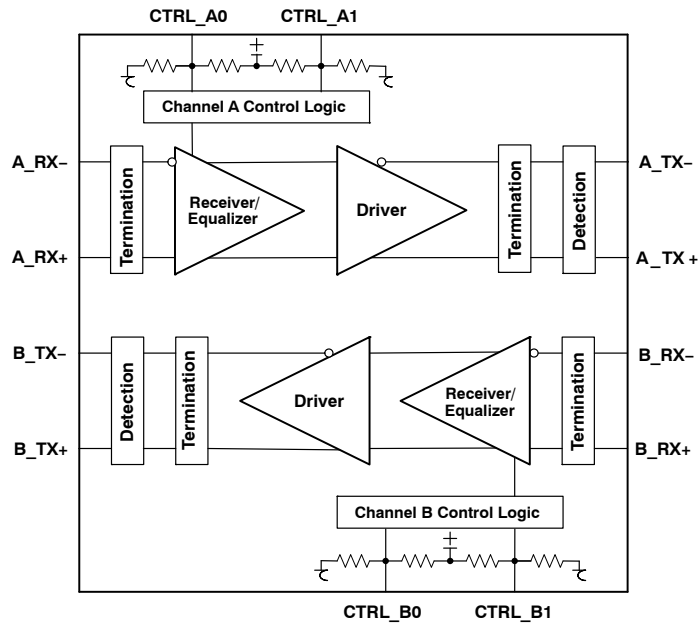 CTRL_A0 CTRL_A1
Channel A Control Logic
A_RX−
A_TX−
Termination
Receiver/
Equalizer
Driver
Termination
Detection
A_RX+
A_TX +
B_TX−
B_RX−
Detection
Termination
Driver
Receiver/
Equalizer
Termination
B_TX+
B_RX+
Channel B Control Logic
CTRL_B0 CTRL_B1